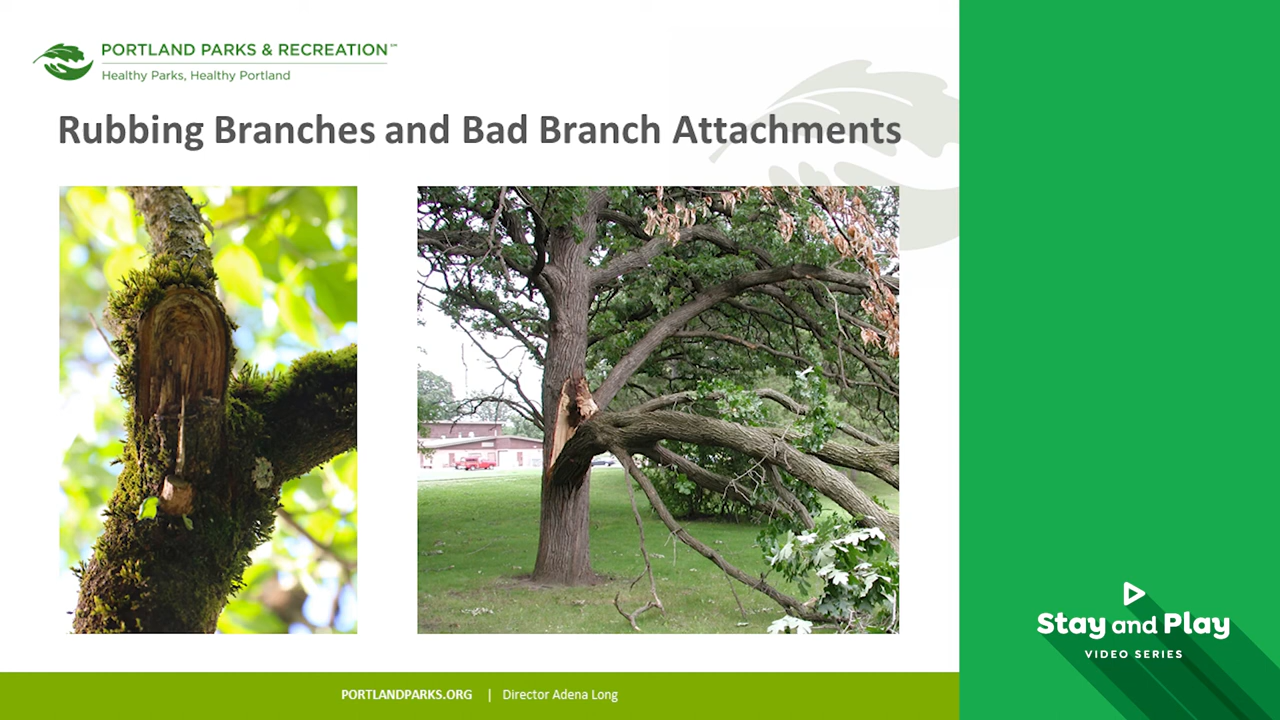 PORTLAND PARKS & RECREATION℠
Healthy Parks, Healthy Portland
Rubbing Branches and Bad Branch Attachments
Stay and Play
VIDEO SERIES
PORTLANDPARKS.ORG | Director Adena Long